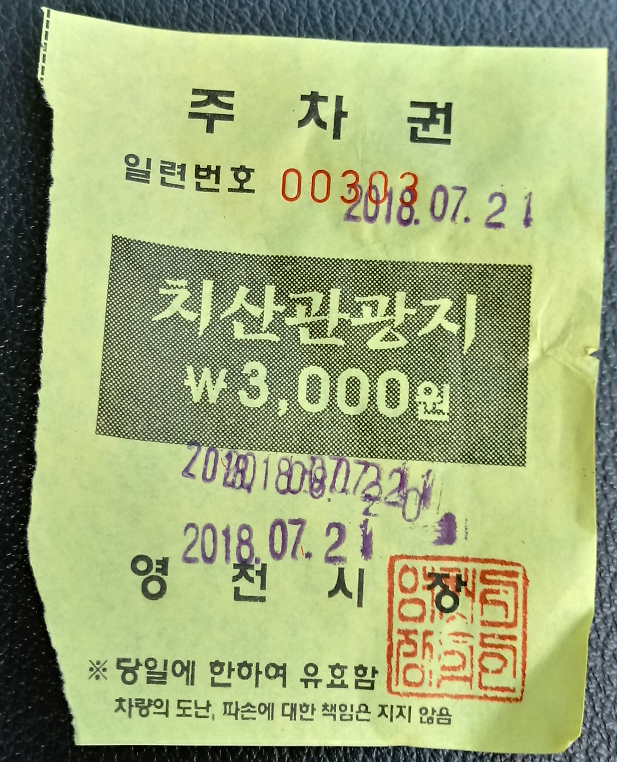 주차권
일련번호 00303
2018.07.21
치산관광지
₩3,000원
2018.07.21
영천시장
※ 당일에 한하여 유효함
차량의 도난, 파손에 대한 책임은 지지 않음